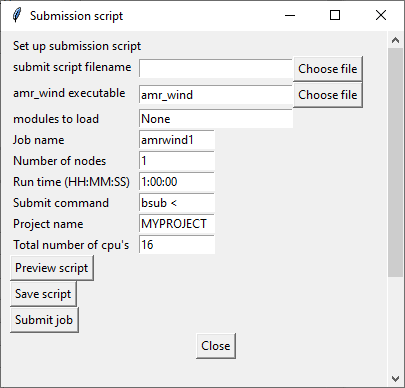 Submission script
Set up submission script
submit script filename Choose file
amr_wind executable amr_wind Choose file
modules to load None
Job name amrwind1
Number of nodes 1
Run time (HH:MM:SS) 1:00:00
Submit command bsub <
Project name MYPROJECT
Total number of cpu's 16
Preview script
Save script
Submit job
Close